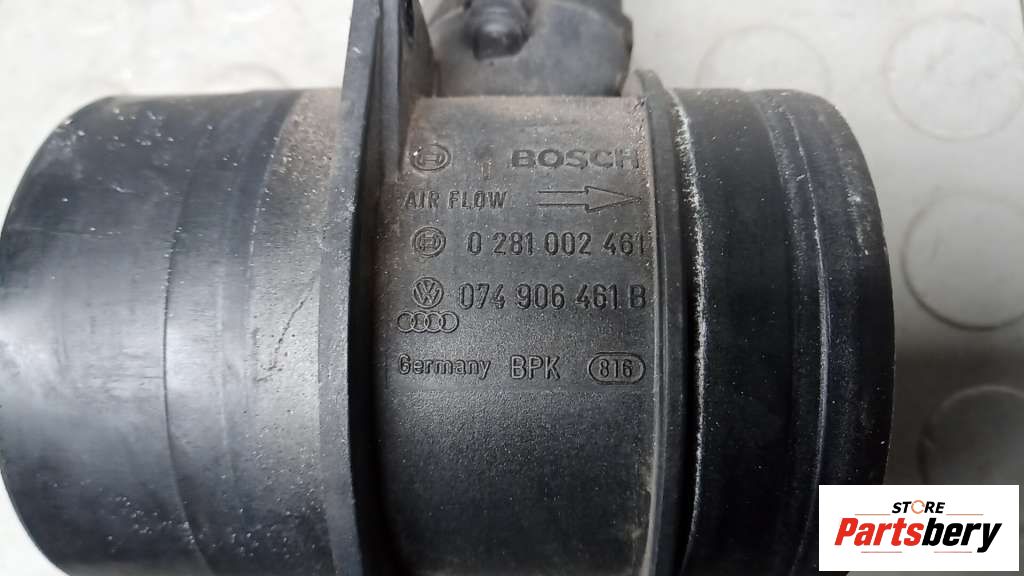 BOSCH
AIR FLOW
0 281 002 461
074 906 461 B
Germany BPK 816
STORE
Partsbery